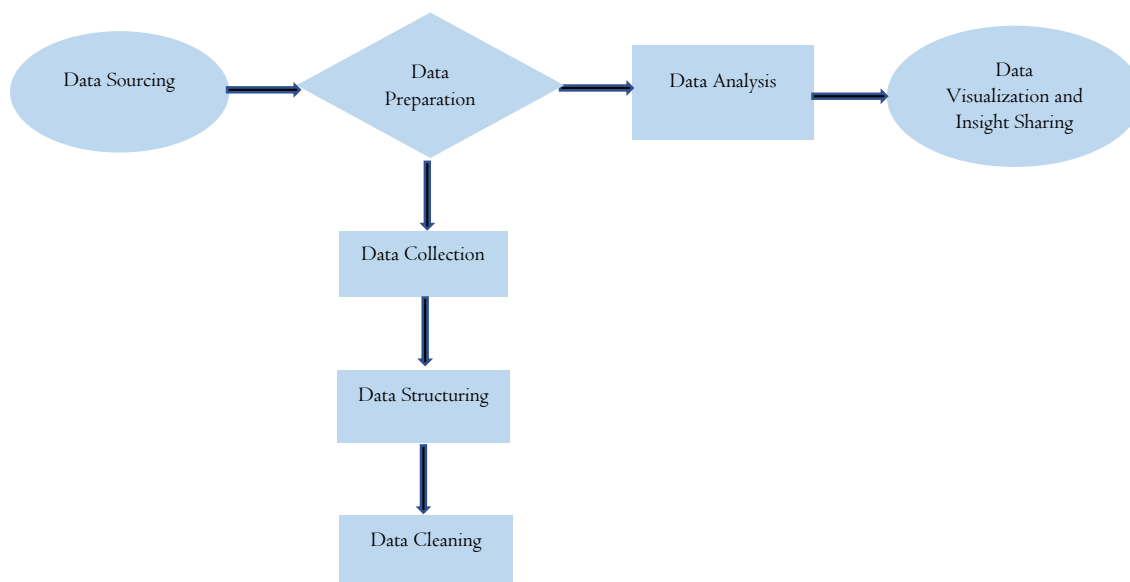 Data Sourcing
Data
Preparation
Data Analysis
Data
Visualization and
Insight Sharing
Data Collection
Data Structuring
Data Cleaning